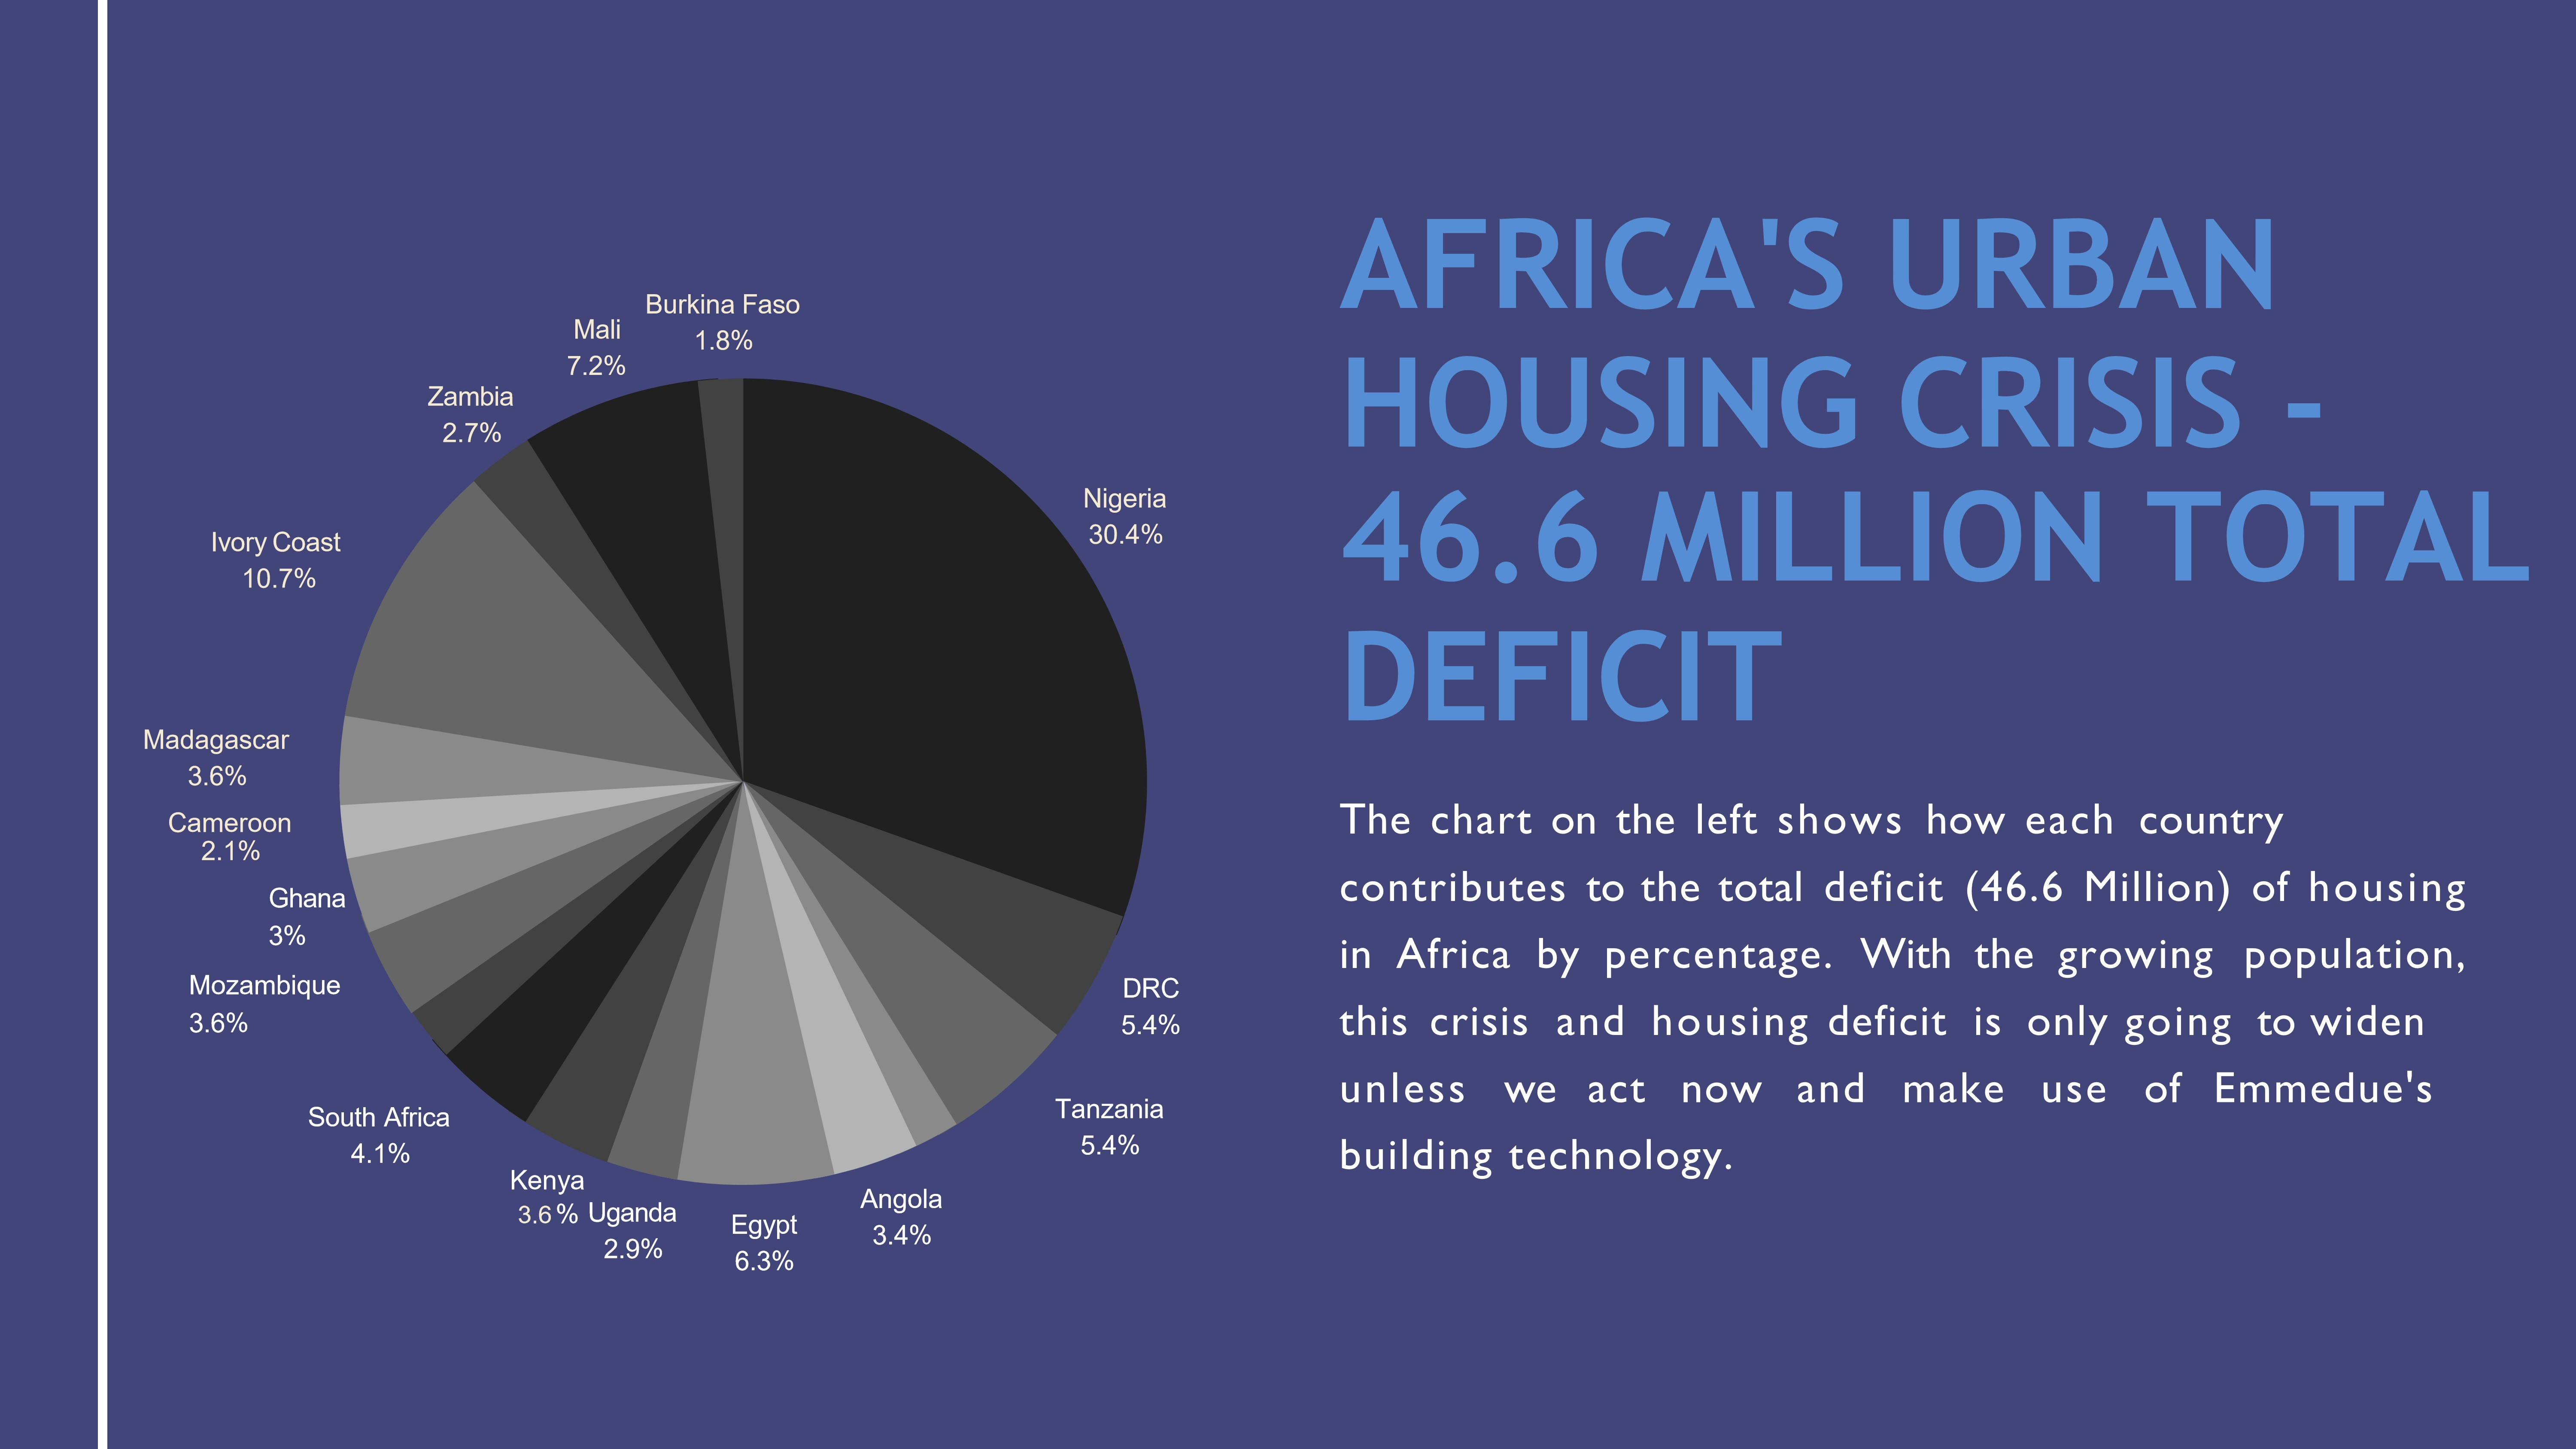 AFRICA'S URBAN
HOUSING CRISIS -
46.6 MILLION TOTAL
DEFICIT
The chart on the left shows how each country
contributes to the total deficit (46.6 Million) of housing
in Africa by percentage. With the growing population,
this crisis and housing deficit is only going to widen
unless we act now and make use of Emmedue's
building technology.
Burkina Faso
1.8%
Mali
7.2%
Zambia
2.7%
Nigeria
30.4%
Ivory Coast
10.7%
Madagascar
3.6%
Cameroon
2.1%
Ghana
3%
Mozambique
3.6%
DRC
5.4%
Tanzania
5.4%
South Africa
4.1%
Kenya
3.6 %
Uganda
2.9%
Egypt
6.3%
Angola
3.4%